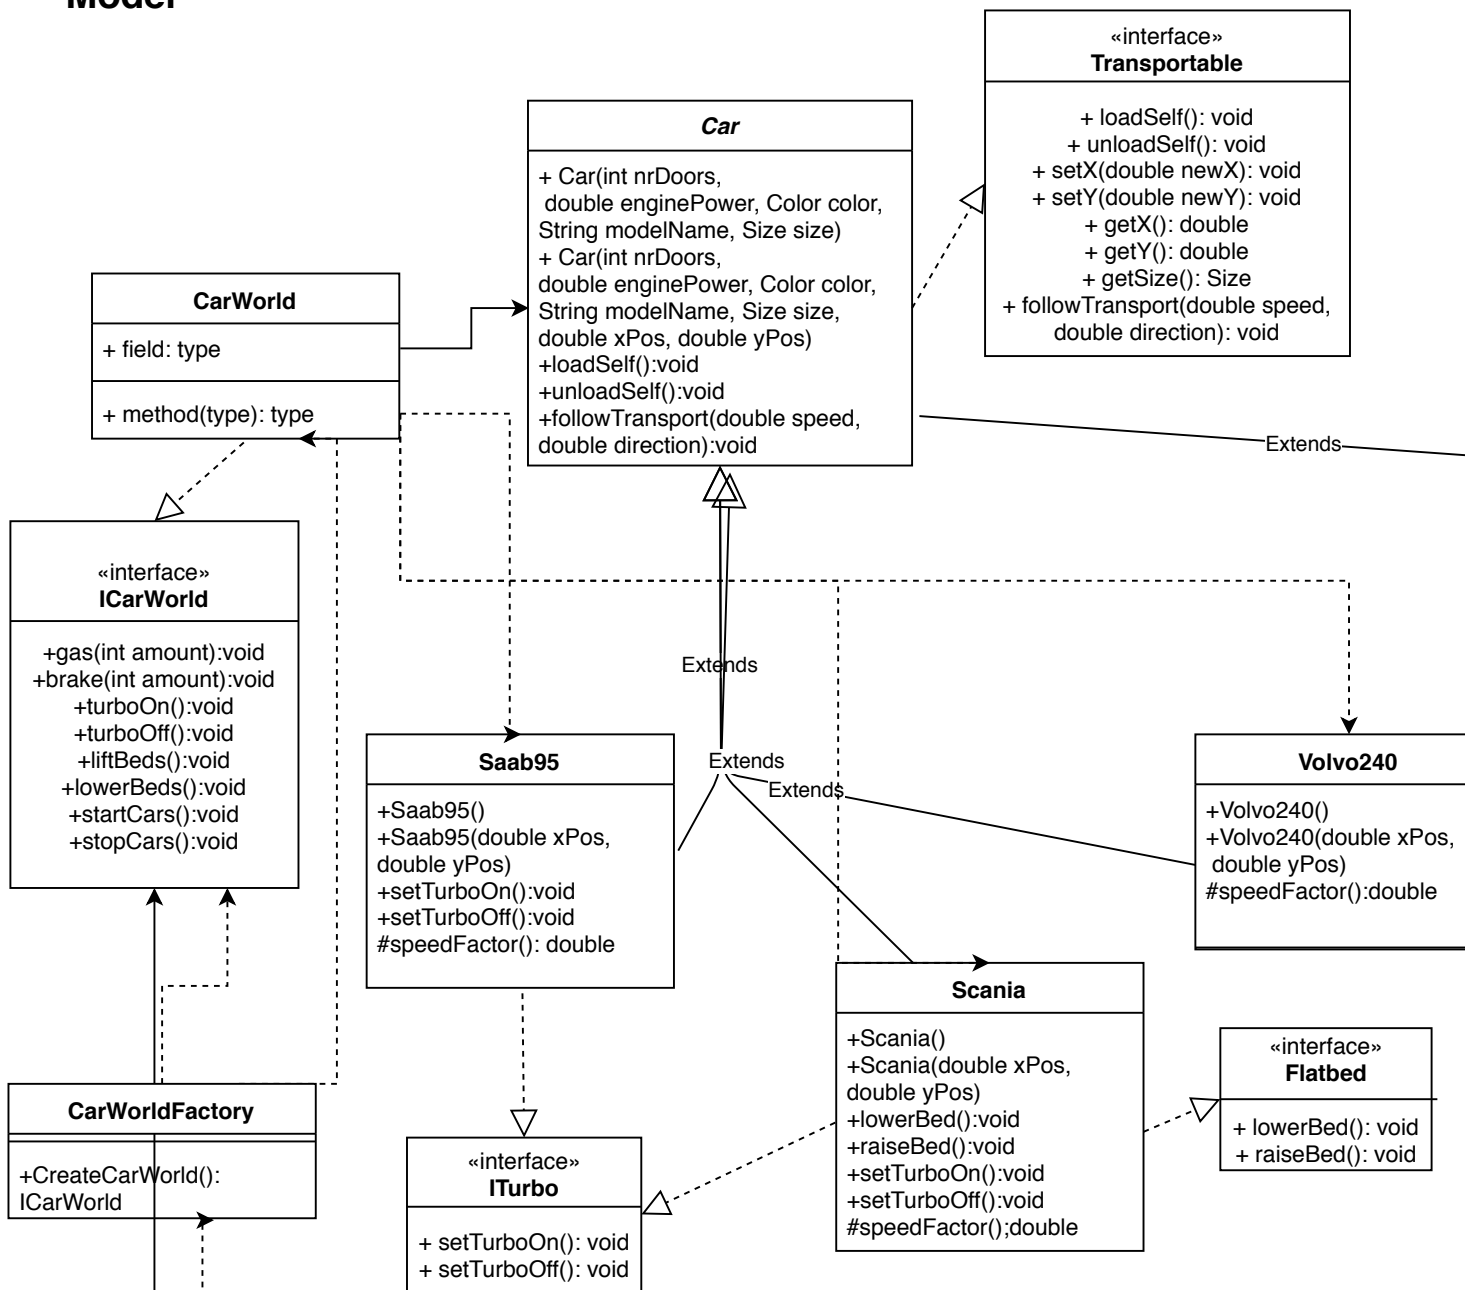 Model
«interface»
Transportable
+ loadSelf(): void
+ unloadSelf(): void
+ setX(double newX): void
+ setY(double newY): void
+ getX(): double
+ getY(): double
+ getSize(): Size
+ followTransport(double speed,
double direction): void
Car
+ Car(int nrDoors,
double enginePower, Color color,
String modelName, Size size)
+ Car(int nrDoors,
double enginePower, Color color,
String modelName, Size size,
double xPos, double yPos)
+loadSelf():void
+unloadSelf():void
+followTransport(double speed,
double direction):void
CarWorld
+ field: type
+ method(type): type
Extends
«interface»
ICarWorld
+gas(int amount):void
+brake(int amount):void
+turboOn():void
+turboOff():void
+liftBeds():void
+lowerBeds():void
+startCars():void
+stopCars():void
Extends
Extends
Extends
Saab95
+Saab95()
+Saab95(double xPos,
double yPos)
+setTurboOn():void
+setTurboOff():void
#speedFactor(): double
Volvo240
+Volvo240()
+Volvo240(double xPos,
double yPos)
#speedFactor():double
Scania
+Scania()
+Scania(double xPos,
double yPos)
+lowerBed():void
+raiseBed():void
+setTurboOn():void
+setTurboOff():void
#speedFactor();double
«interface»
Flatbed
+ lowerBed(): void
+ raiseBed(): void
CarWorldFactory
+CreateCarWorld():
ICarWorld
«interface»
ITurbo
+ setTurboOn(): void
+ setTurboOff(): void